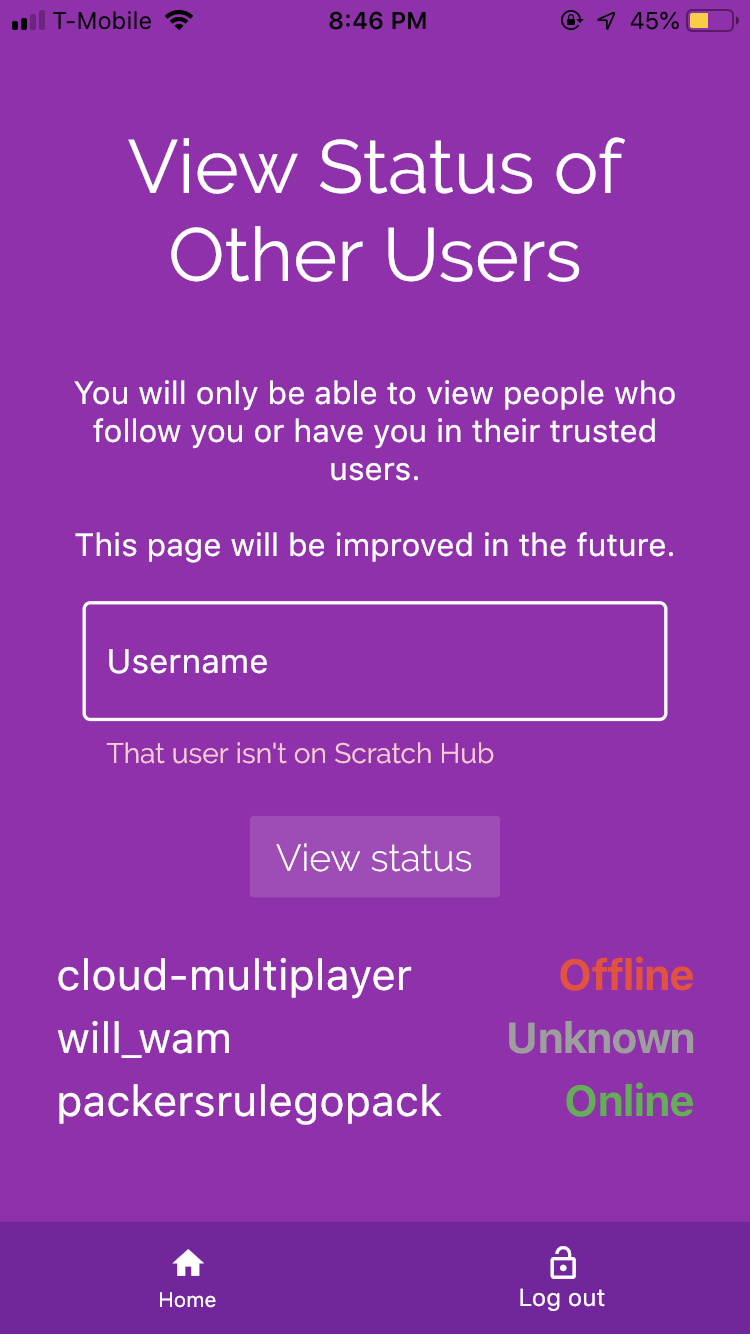 T-Mobile 8:46 PM 45%
View Status of
Other Users
You will only be able to view people who
follow you or have you in their trusted
users.
This page will be improved in the future.
Username
That user isn't on Scratch Hub
View status
cloud-multiplayer Offline
will_wam Unknown
packersrulegopack Online
Home Log out